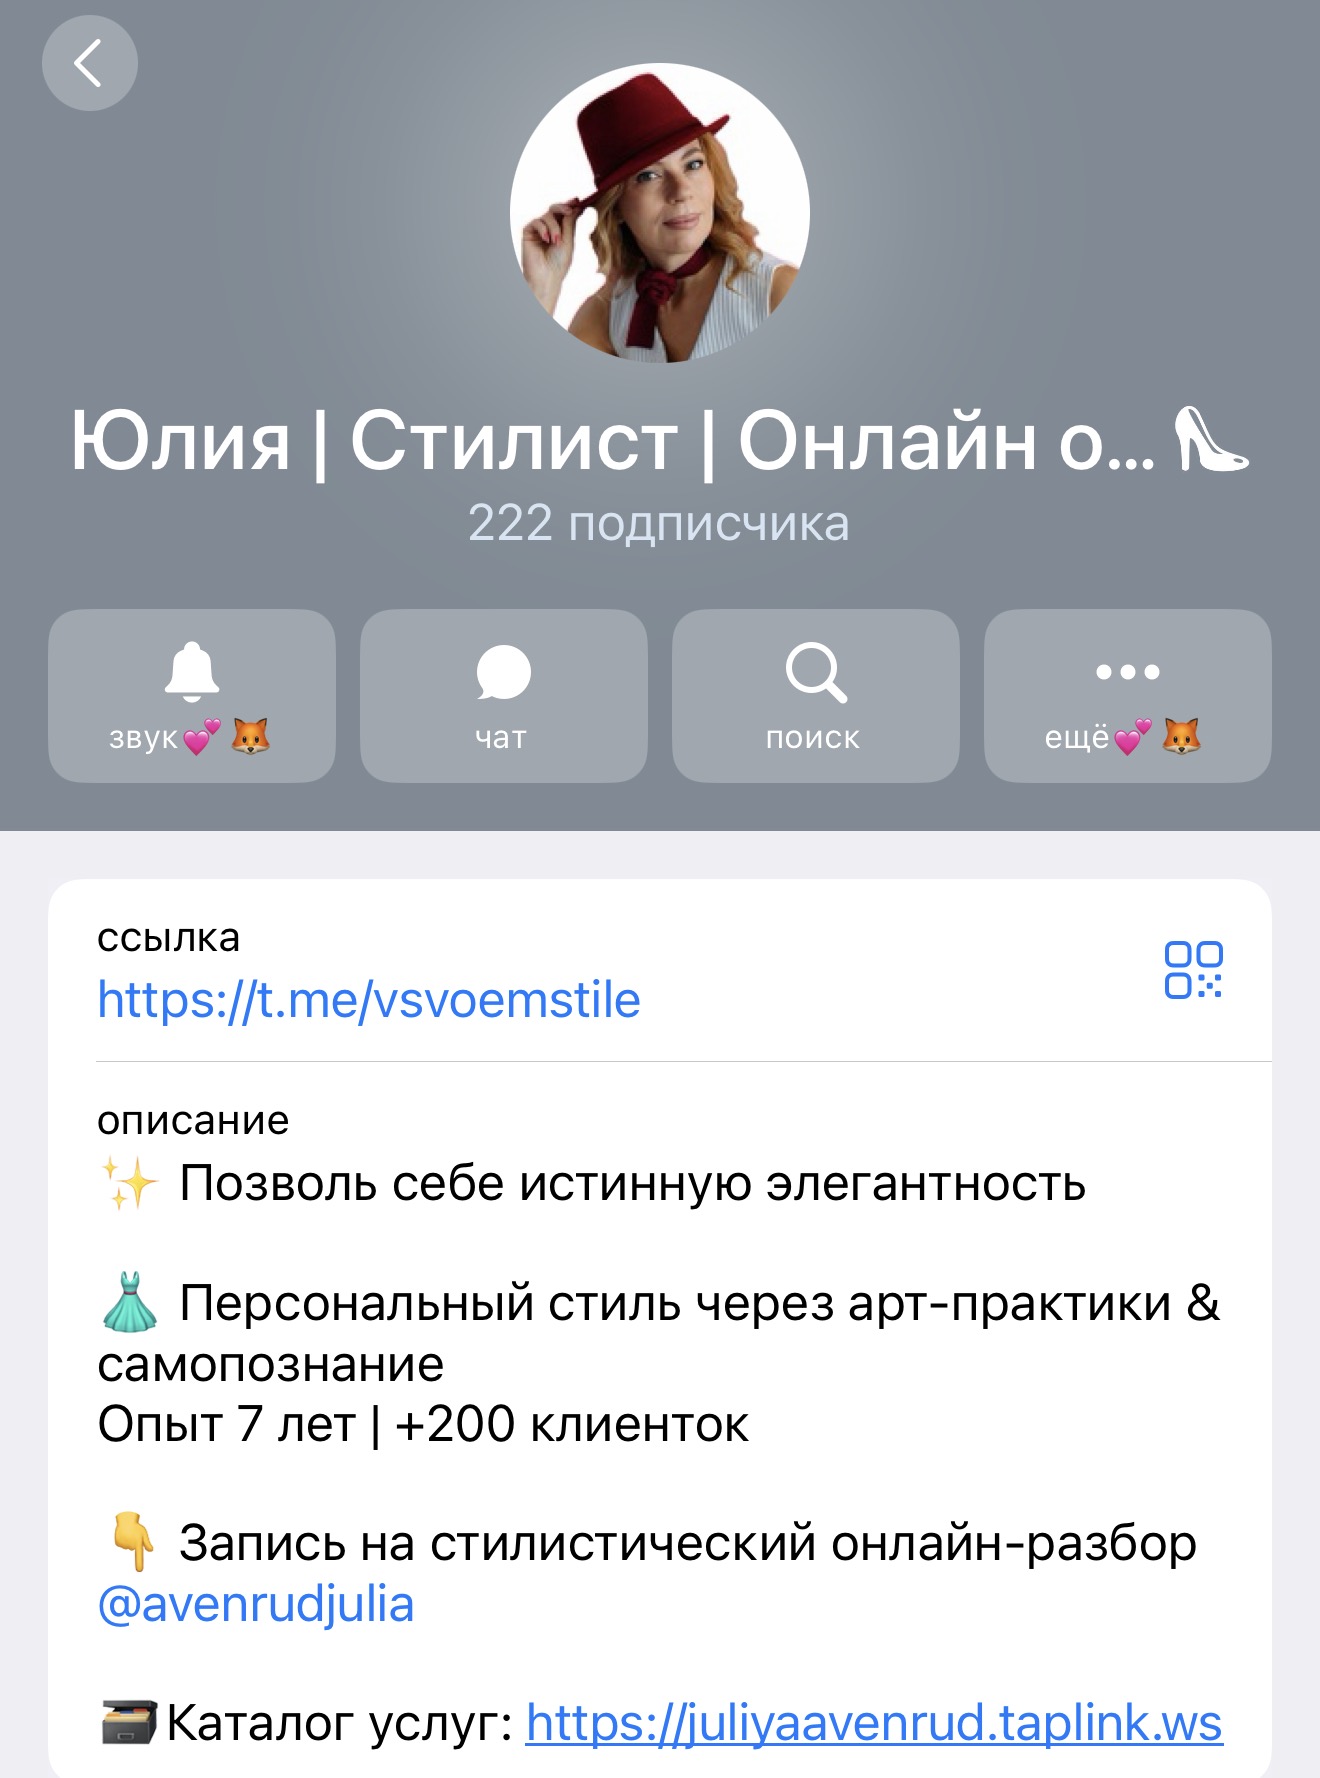 Юлия | Стилист | Онлайн о... 👠
222 подписчика
звук💕🦊
чат
поиск
ещё💕🦊
ссылка
https://t.me/vsvoemstile
описание
✨ Позволь себе истинную элегантность
👗 Персональный стиль через арт-практики &
самопознание
Опыт 7 лет | +200 клиенток
👇 Запись на стилистический онлайн-разбор
@avenrudjulia
🗃Каталог услуг: https://juliyaavenrud.taplink.ws